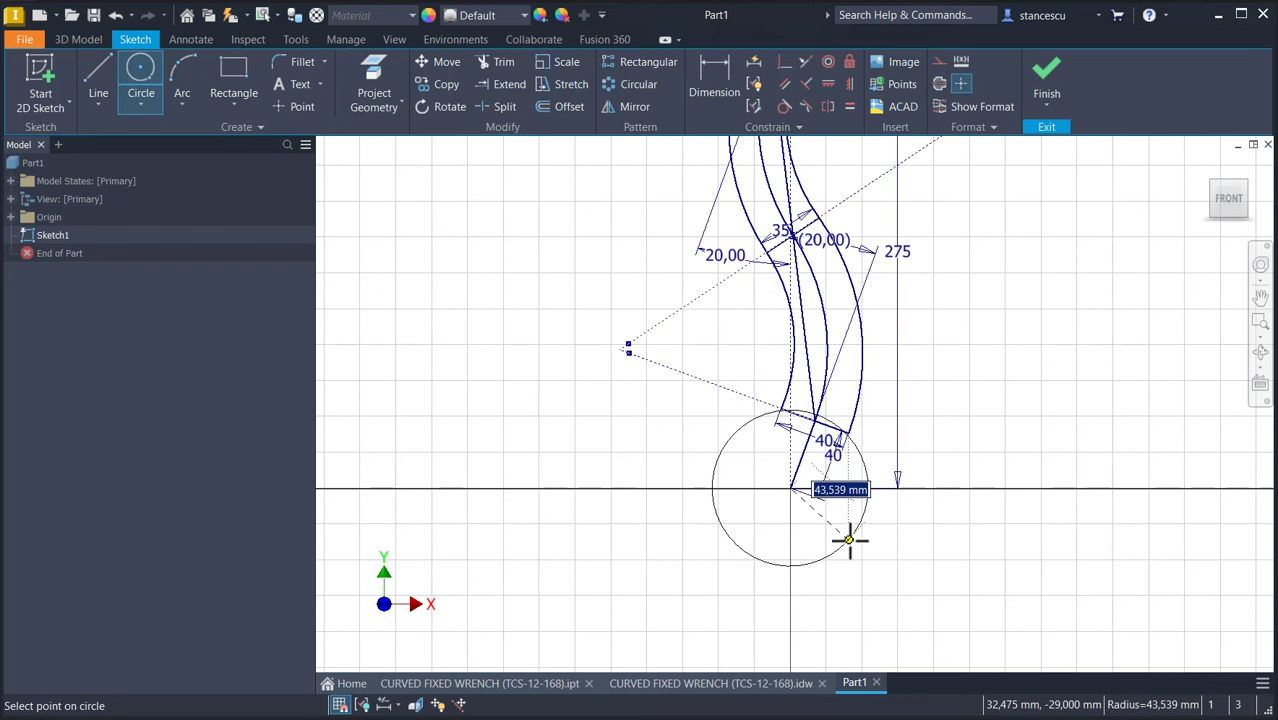 Material
Default
Part1
Search Help & Commands...
stancescu
File
3D Model
Sketch
Annotate
Inspect
Tools
Manage
View
Environments
Collaborate
Fusion 360
Start
2D Sketch
Line
Circle
Arc
Rectangle
Fillet
Text
Point
Project
Geometry
Move
Copy
Rotate
Trim
Extend
Split
Scale
Stretch
Offset
Rectangular
Circular
Mirror
Dimension
Image
Points
ACAD
Show Format
Finish
Sketch
Create
Modify
Pattern
Constrain
Insert
Format
Exit
Model
Part1
Model States: [Primary]
View: [Primary]
Origin
Sketch1
End of Part
FRONT
35
(20,00)
20,00
275
40
40
43,539 mm
Y
X
Home
CURVED FIXED WRENCH (TCS-12-168).ipt
CURVED FIXED WRENCH (TCS-12-168).idw
Part1
Select point on circle
32,475 mm, -29,000 mm
Radius=43,539 mm
1
3